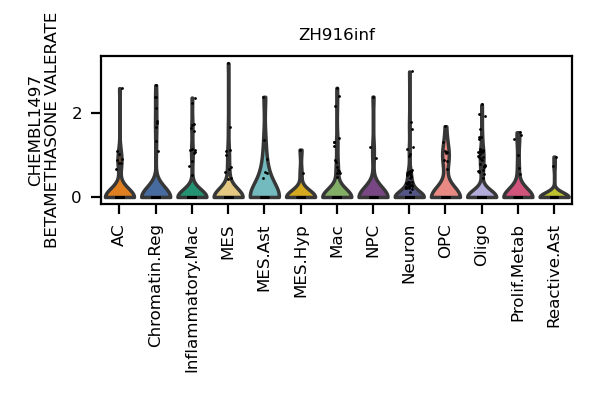 ZH916inf
CHEMBL1497
BETAMETHASONE VALERATE
2
0
AC
Chromatin.Reg
Inflammatory.Mac
MES
MES.Ast
MES.Hyp
Mac
NPC
Neuron
OPC
Oligo
Prolif.Metab
Reactive.Ast